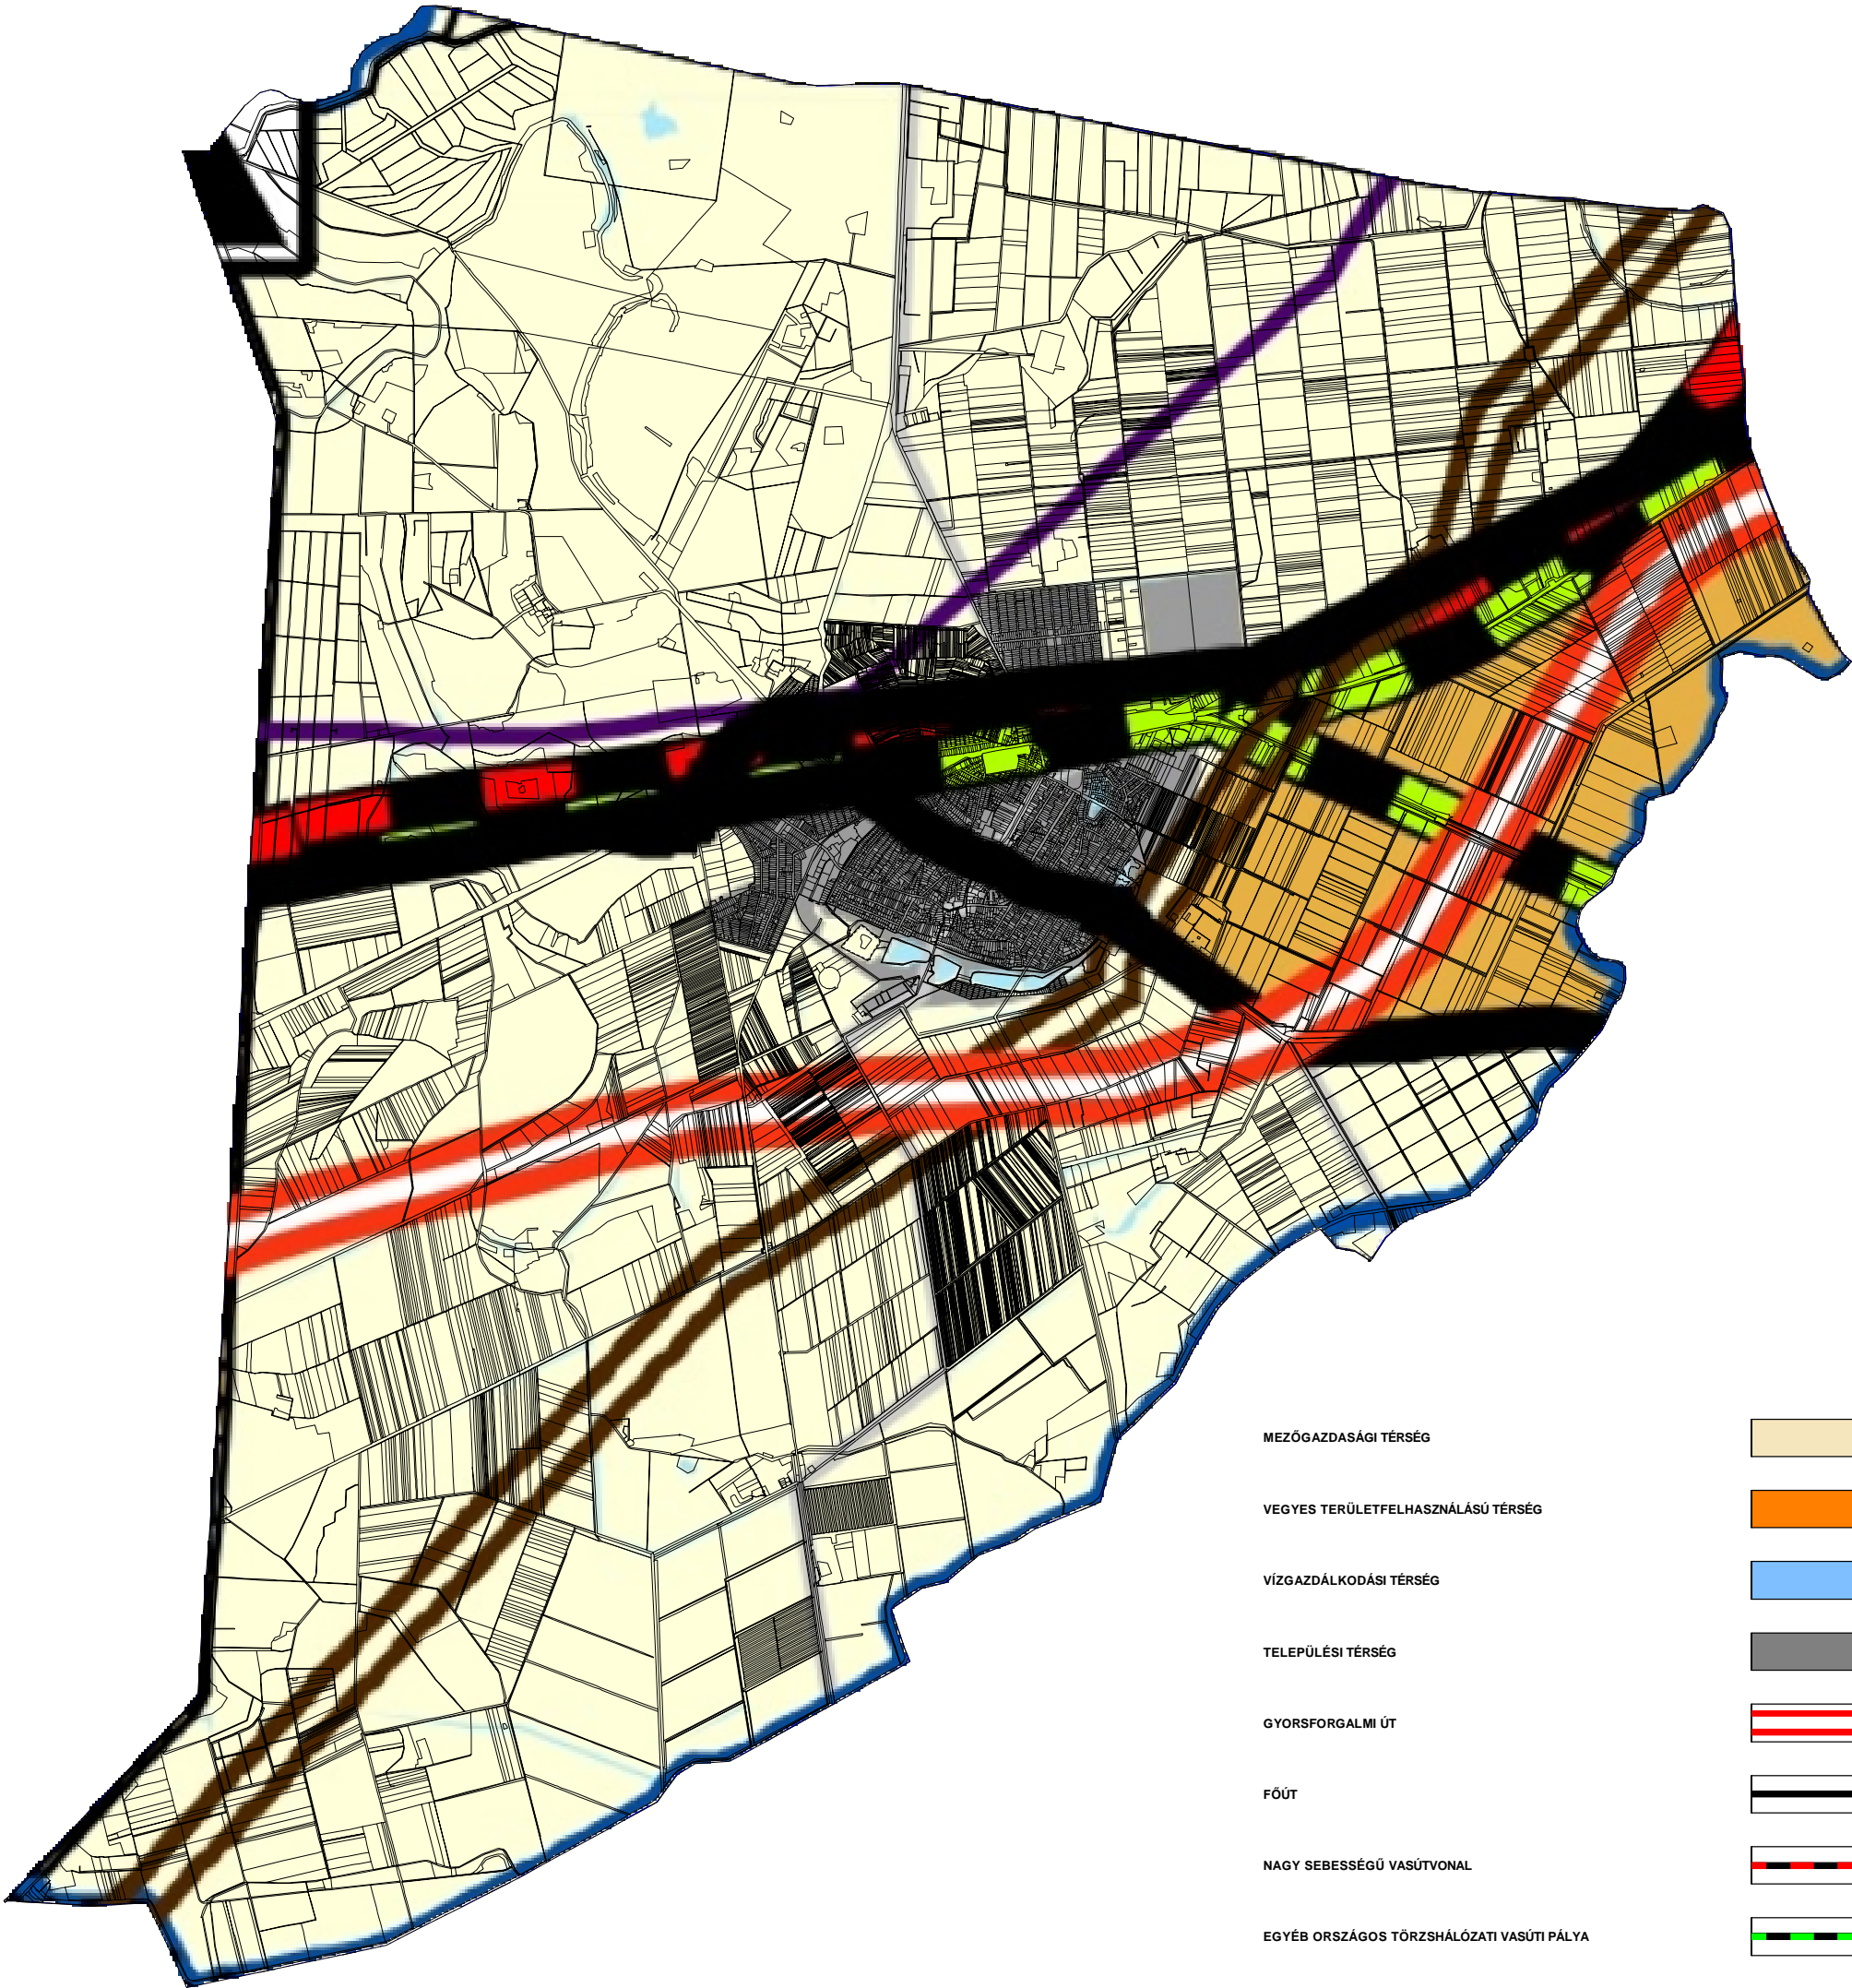 MEZŐGAZDASÁGI TÉRSÉG
VEGYES TERÜLETFELHASZNÁLÁSÚ TÉRSÉG
VÍZGAZDÁLKODÁSI TÉRSÉG
TELEPÜLÉSI TÉRSÉG
GYORSFORGALMI ÚT
FŐÚT
NAGY SEBESSÉGŰ VASÚTVONAL
EGYÉB ORSZÁGOS TÖRZSHÁLÓZATI VASÚTI PÁLYA